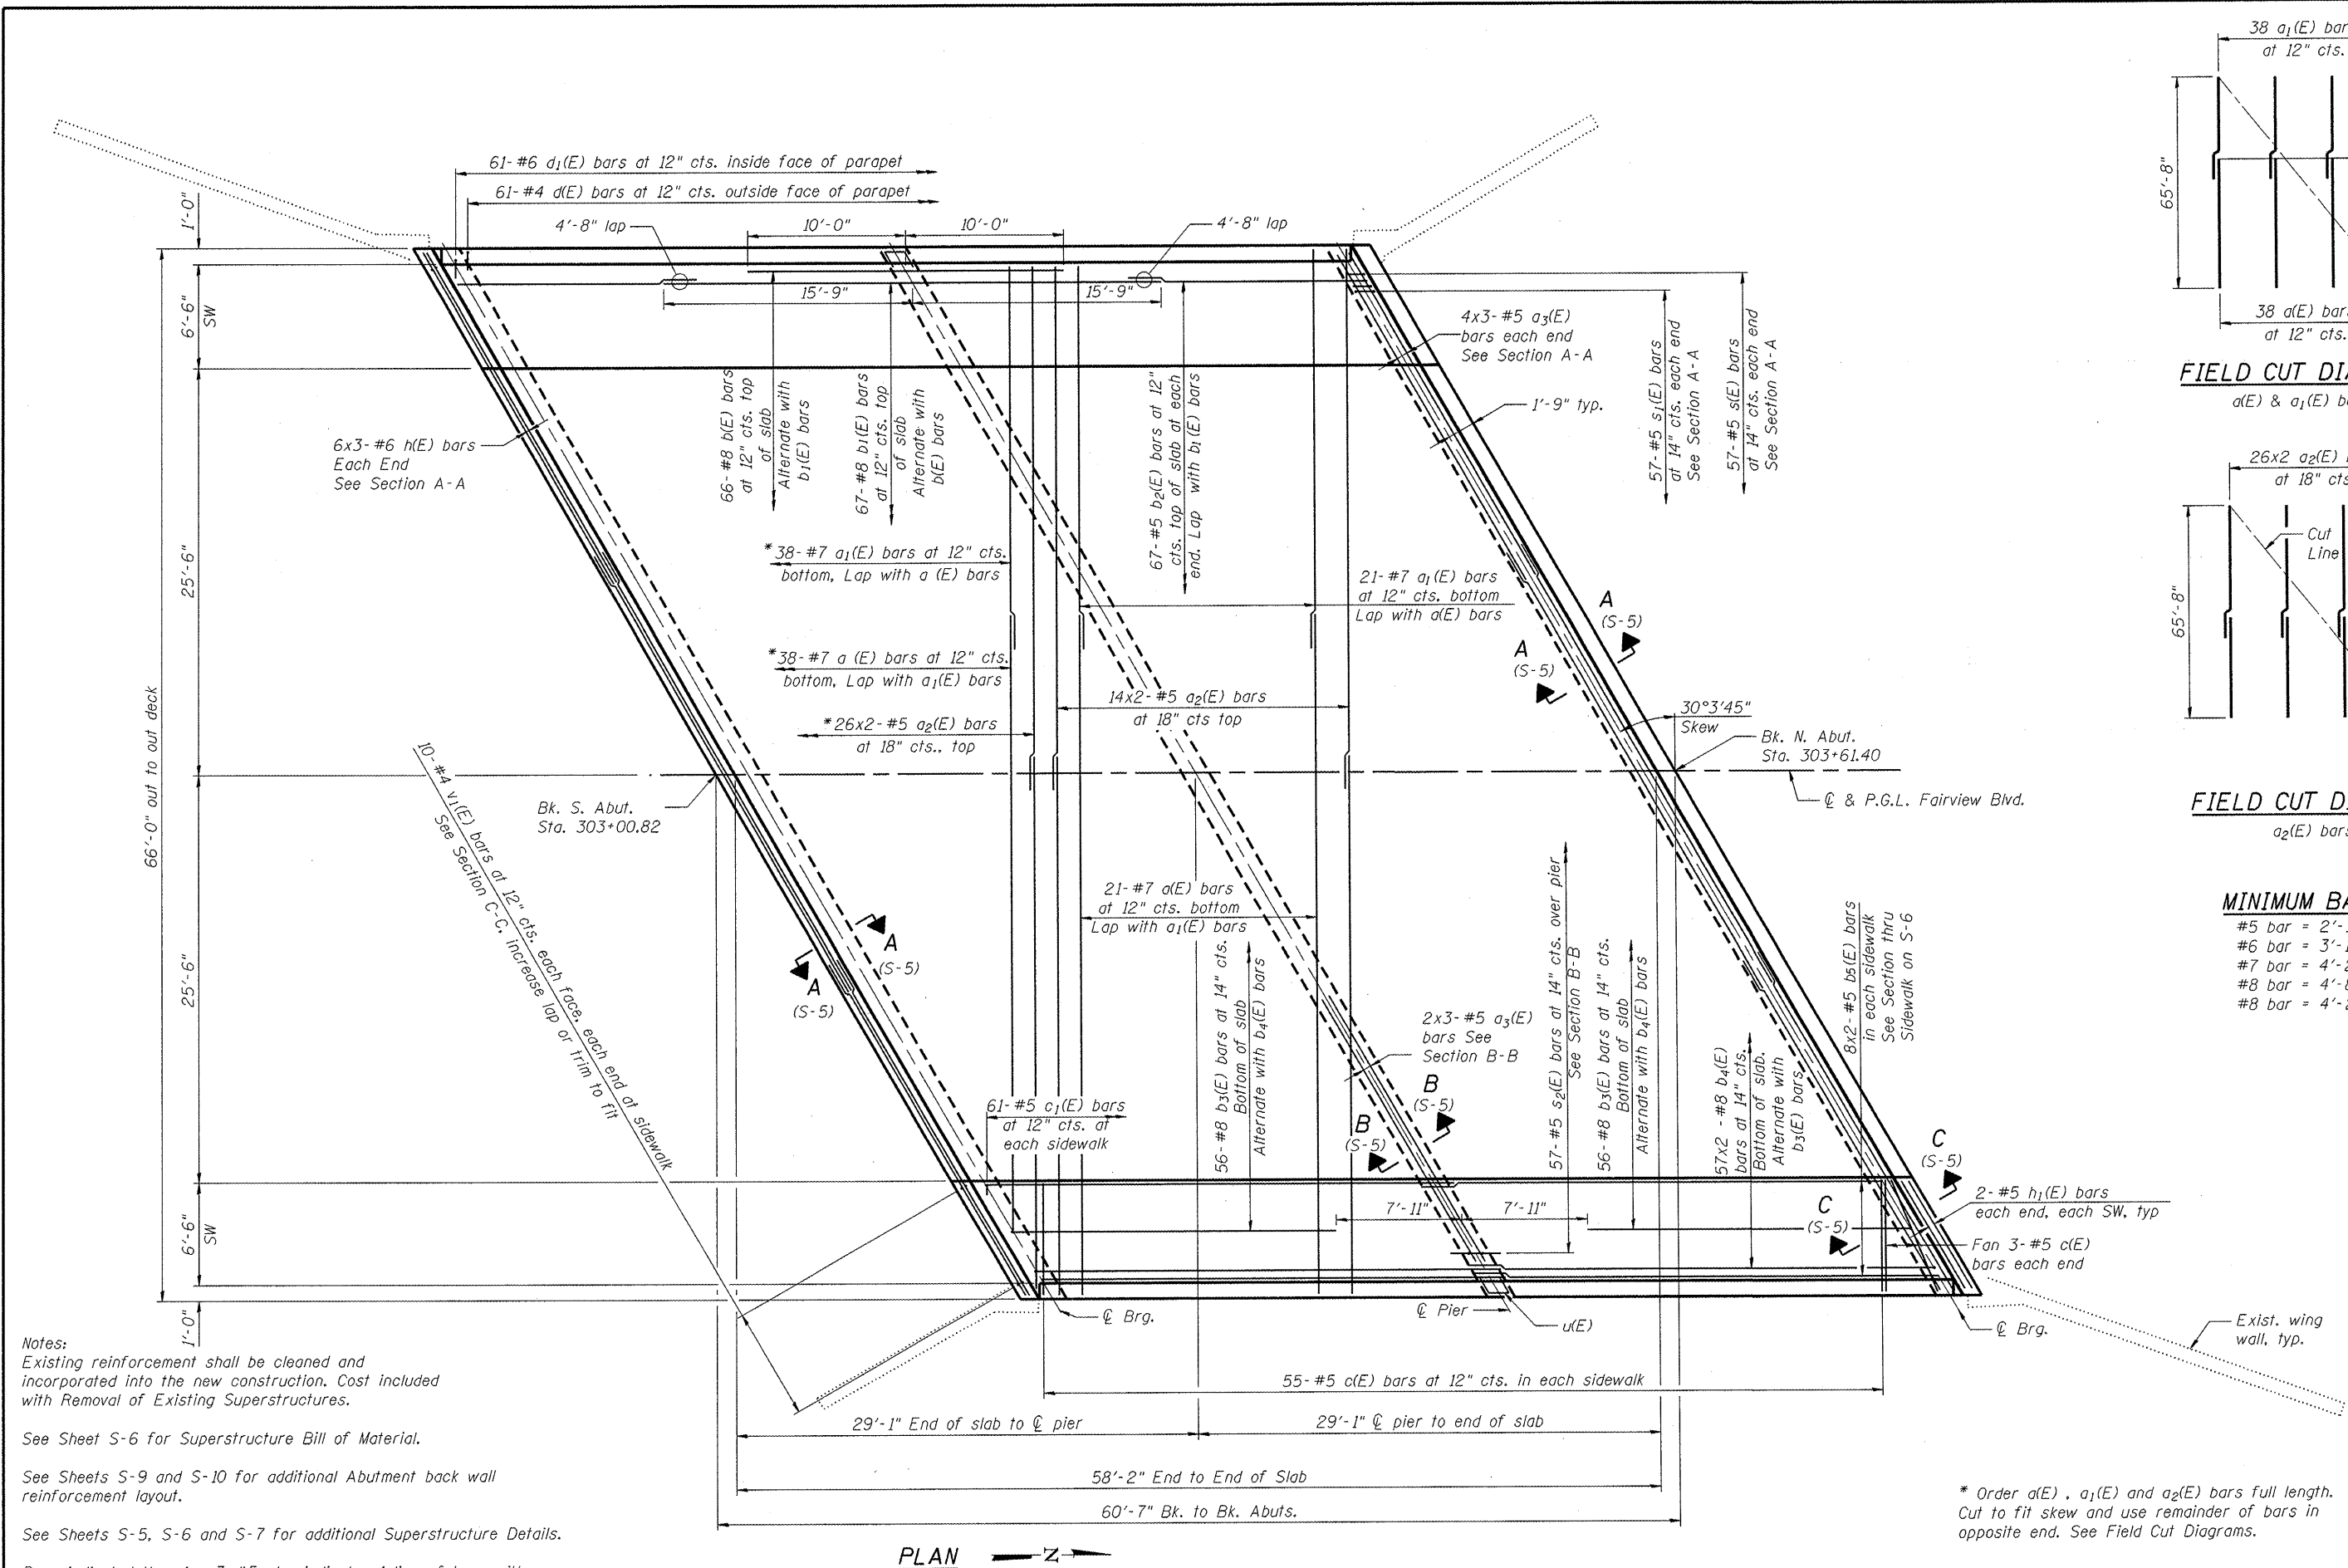 38 a1(E) bar
at 12" cts.
65'-8"
38 a(E) bar
at 12" cts.
FIELD CUT DIA
a(E) & a1(E) b
26x2 a2(E)
at 18" cts
Cut
Line
65'-8"
FIELD CUT D
a2(E) bars
MINIMUM BA
#5 bar = 2'-
#6 bar = 3'-
#7 bar = 4'-2
#8 bar = 4'-
#8 bar = 4'-2
61-#6 d1(E) bars at 12" cts. inside face of parapet
61-#4 d(E) bars at 12" cts. outside face of parapet
4'-8" lap
10'-0"
10'-0"
4'-8" lap
15'-9"
15'-9"
1'-0"
6'-6"
SW
25'-6"
25'-6"
6'-6"
SW
1'-0"
66'-0" out to out deck
6x3-#6 h(E) bars
Each End
See Section A-A
66-#8 b(E) bars
at 12" cts. top
of slab
Alternate with
b1(E) bars
67-#8 b1(E) bars
at 12" cts. top
of slab
Alternate with
b(E) bars
67-#5 b2(E) bars at 12"
cts. top of slab at each
end. Lap with b1(E) bars
4x3-#5 a3(E)
bars each end
See Section A-A
1'-9" typ.
57-#5 s1(E) bars
at 14" cts. each end
See Section A-A
57-#5 s(E) bars
at 14" cts. each end
See Section A-A
*38-#7 a1(E) bars at 12" cts.
bottom, Lap with a (E) bars
21-#7 a1(E) bars
at 12" cts. bottom
Lap with a(E) bars
*38-#7 a (E) bars at 12" cts.
bottom, Lap with a1(E) bars
14x2-#5 a2(E) bars
at 18" cts top
*26x2-#5 a2(E) bars
at 18" cts., top
A
(S-5)
A
(S-5)
30°3'45"
Skew
Bk. N. Abut.
Sta. 303+61.40
℄ & P.G.L. Fairview Blvd.
Bk. S. Abut.
Sta. 303+00.82
10-#4 v1(E) bars at 12" cts. each face, each end at sidewalk
See Section C-C, increase lap or trim to fit
A
(S-5)
A
(S-5)
21-#7 a(E) bars
at 12" cts. bottom
Lap with a1(E) bars
56-#8 b3(E) bars at 14" cts.
Bottom of slab
Alternate with b4(E) bars
2x3-#5 a3(E)
bars See
Section B-B
B
(S-5)
B
(S-5)
57-#5 s2(E) bars at 14" cts. over pier
See Section B-B
56-#8 b3(E) bars at 14" cts.
Bottom of slab
Alternate with b4(E) bars
57x2 - #8 b4(E)
bars at 14" cts.
Bottom of slab.
Alternate with
b3(E) bars
8x2-#5 b5(E) bars
in each sidewalk
See Section thru
Sidewalk on S-6
61-#5 c1(E) bars
at 12" cts. at
each sidewalk
7'-11"
7'-11"
C
(S-5)
C
(S-5)
2-#5 h1(E) bars
each end, each SW, typ
Fan 3-#5 c(E)
bars each end
℄ Brg.
℄ Pier
u(E)
℄ Brg.
Exist. wing
wall, typ.
55-#5 c(E) bars at 12" cts. in each sidewalk
29'-1" End of slab to ℄ pier
29'-1" ℄ pier to end of slab
58'-2" End to End of Slab
60'-7" Bk. to Bk. Abuts.
Notes:
Existing reinforcement shall be cleaned and
incorporated into the new construction. Cost included
with Removal of Existing Superstructures.
See Sheet S-6 for Superstructure Bill of Material.
See Sheets S-9 and S-10 for additional Abutment back wall
reinforcement layout.
See Sheets S-5, S-6 and S-7 for additional Superstructure Details.
* Order a(E) , a1(E) and a2(E) bars full length.
Cut to fit skew and use remainder of bars in
opposite end. See Field Cut Diagrams.
PLAN
N